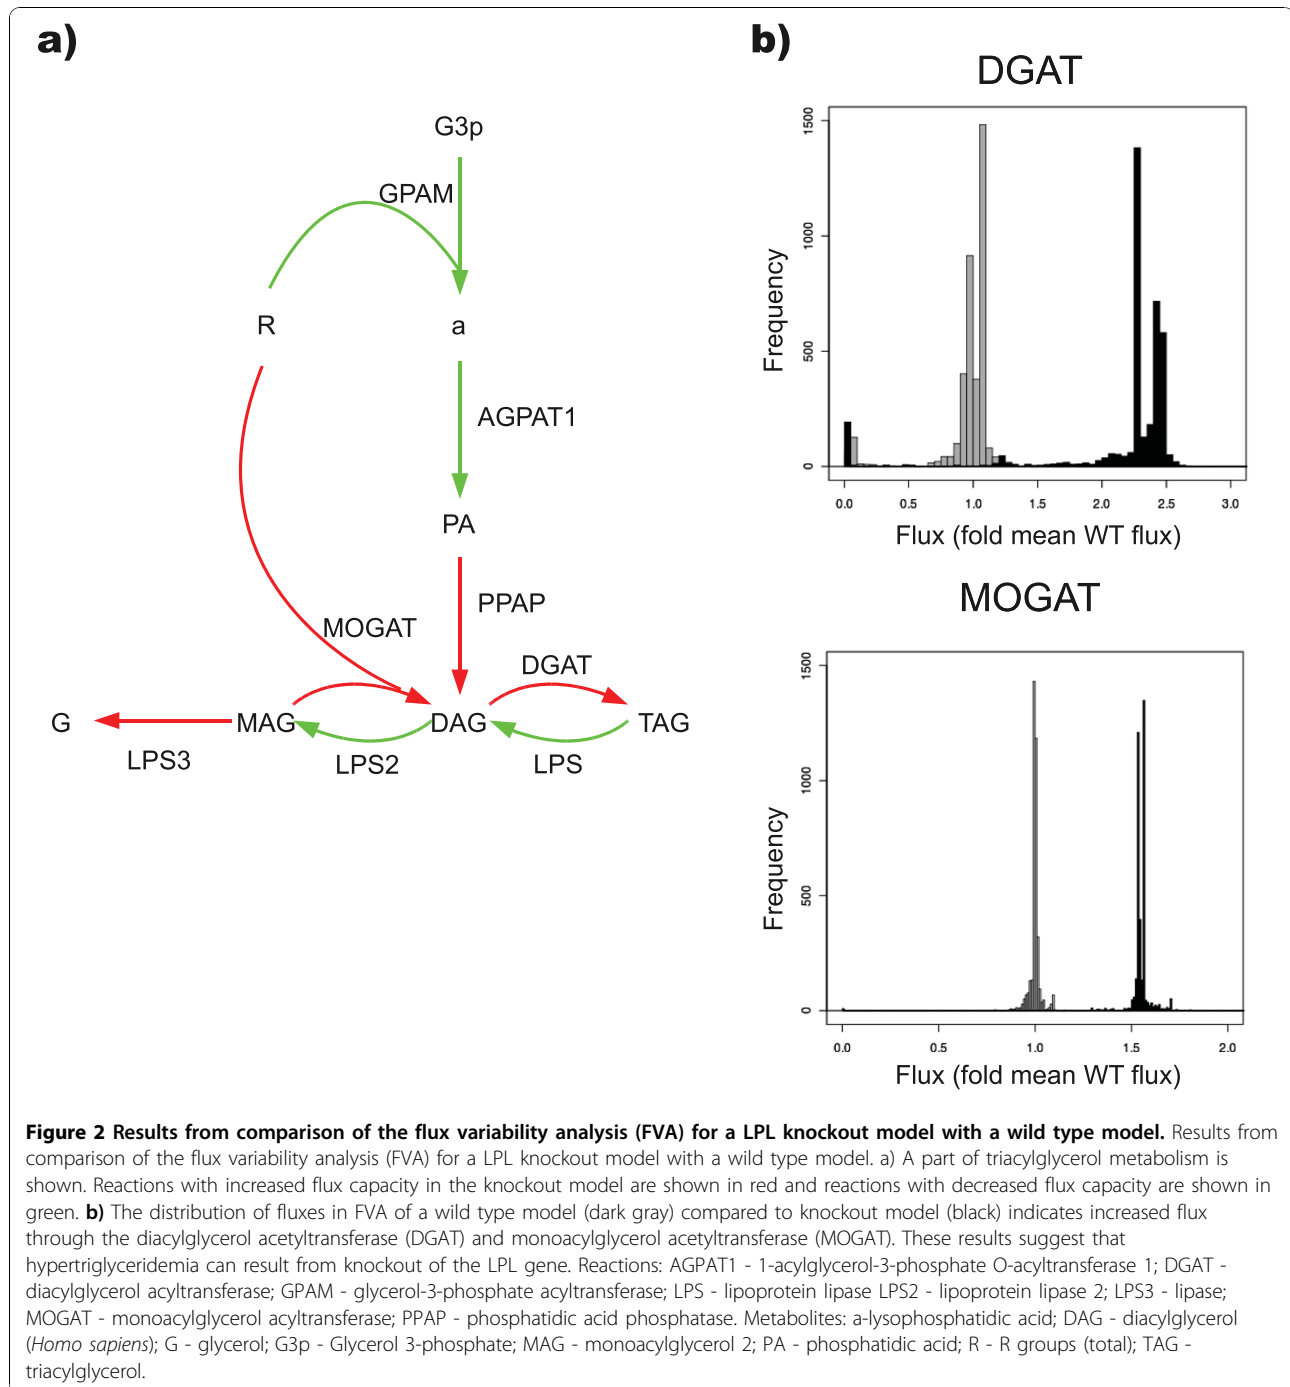 a)
G3p
GPAM
R
a
AGPAT1
PA
PPAP
MOGAT
DGAT
G
MAG
DAG
TAG
LPS3
LPS2
LPS
b)
DGAT
Frequency
0
500
1000
1500
0.0 0.5 1.0 1.5 2.0 2.5 3.0
Flux (fold mean WT flux)
MOGAT
Frequency
0
500
1000
1500
0.0 0.5 1.0 1.5 2.0
Flux (fold mean WT flux)
Figure 2 Results from comparison of the flux variability analysis (FVA) for a LPL knockout model with a wild type model. Results from
comparison of the flux variability analysis (FVA) for a LPL knockout model with a wild type model. a) A part of triacylglycerol metabolism is
shown. Reactions with increased flux capacity in the knockout model are shown in red and reactions with decreased flux capacity are shown in
green. b) The distribution of fluxes in FVA of a wild type model (dark gray) compared to knockout model (black) indicates increased flux
through the diacylglycerol acetyltransferase (DGAT) and monoacylglycerol acetyltransferase (MOGAT). These results suggest that
hypertriglyceridemia can result from knockout of the LPL gene. Reactions: AGPAT1 - 1-acylglycerol-3-phosphate O-acyltransferase 1; DGAT -
diacylglycerol acyltransferase; GPAM - glycerol-3-phosphate acyltransferase; LPS - lipoprotein lipase LPS2 - lipoprotein lipase 2; LPS3 - lipase;
MOGAT - monoacylglycerol acyltransferase; PPAP - phosphatidic acid phosphatase. Metabolites: a-lysophosphatidic acid; DAG - diacylglycerol
(Homo sapiens); G - glycerol; G3p - Glycerol 3-phosphate; MAG - monoacylglycerol 2; PA - phosphatidic acid; R - R groups (total); TAG -
triacylglycerol.